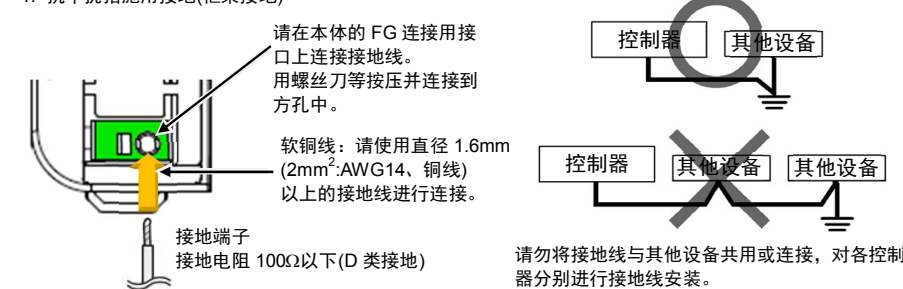 请在本体的 FG 连接用接
口上连接接地线。
用螺丝刀等按压并连接到
方孔中。
软铜线：请使用直径 1.6mm
(2mm²:AWG14、铜线)
以上的接地线进行连接。
接地端子
接地电阻 100Ω以下(D 类接地)
控制器 其他设备
控制器 其他设备 其他设备
请勿将接地线与其他设备共用或连接，对各控制
器分别进行接地线安装。